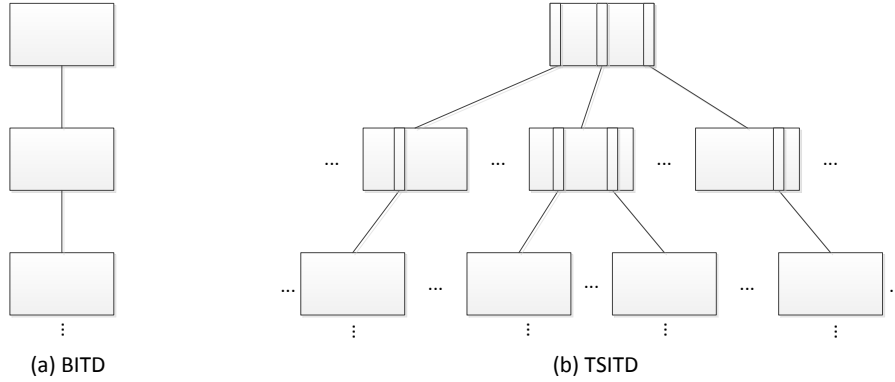 ... ... ... ...
... ... ... ... .
⋮ ⋮ ⋮ ⋮ ⋮
(a) BITD (b) TSITD